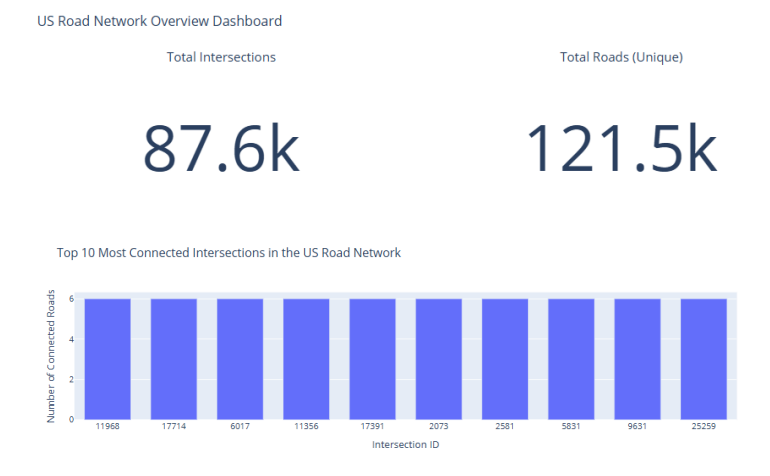 US Road Network Overview Dashboard
Total Intersections
Total Roads (Unique)
87.6k
121.5k
Top 10 Most Connected Intersections in the US Road Network
Number of Connected Roads
6
4
2
0
11968 17714 6017 11356 17391 2073 2581 5831 9631 25259
Intersection ID